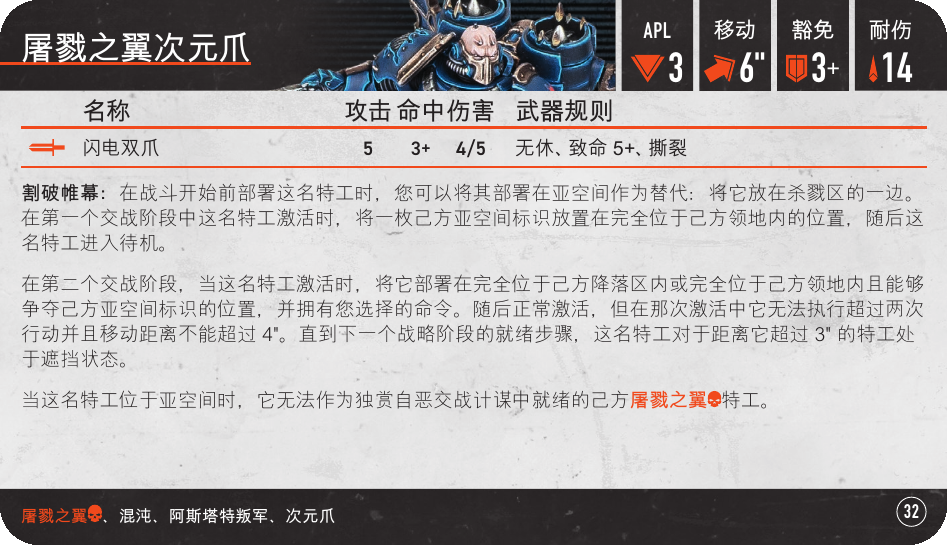 屠戮之翼次元爪
APL 移动 豁免 耐伤
3 6" 3+ 14
名称 攻击 命中 伤害 武器规则
闪电双爪 5 3+ 4/5 无休、致命 5+、撕裂
割破帷幕：在战斗开始前部署这名特工时，您可以将其部署在亚空间作为替代：将它放在杀戮区的一边。
在第一个交战阶段中这名特工激活时，将一枚己方亚空间标识放置在完全位于己方领地内的位置，随后这
名特工进入待机。
在第二个交战阶段，当这名特工激活时，将它部署在完全位于己方降落区内或完全位于己方领地内且能够
争夺己方亚空间标识的位置，并拥有您选择的命令。随后正常激活，但在那次激活中它无法执行超过两次
行动并且移动距离不能超过 4"。直到下一个战略阶段的就绪步骤，这名特工对于距离它超过 3" 的特工处
于遮挡状态。
当这名特工位于亚空间时，它无法作为独赏自恶交战计谋中就绪的己方屠戮之翼特工。
屠戮之翼、混沌、阿斯塔特叛军、次元爪
32